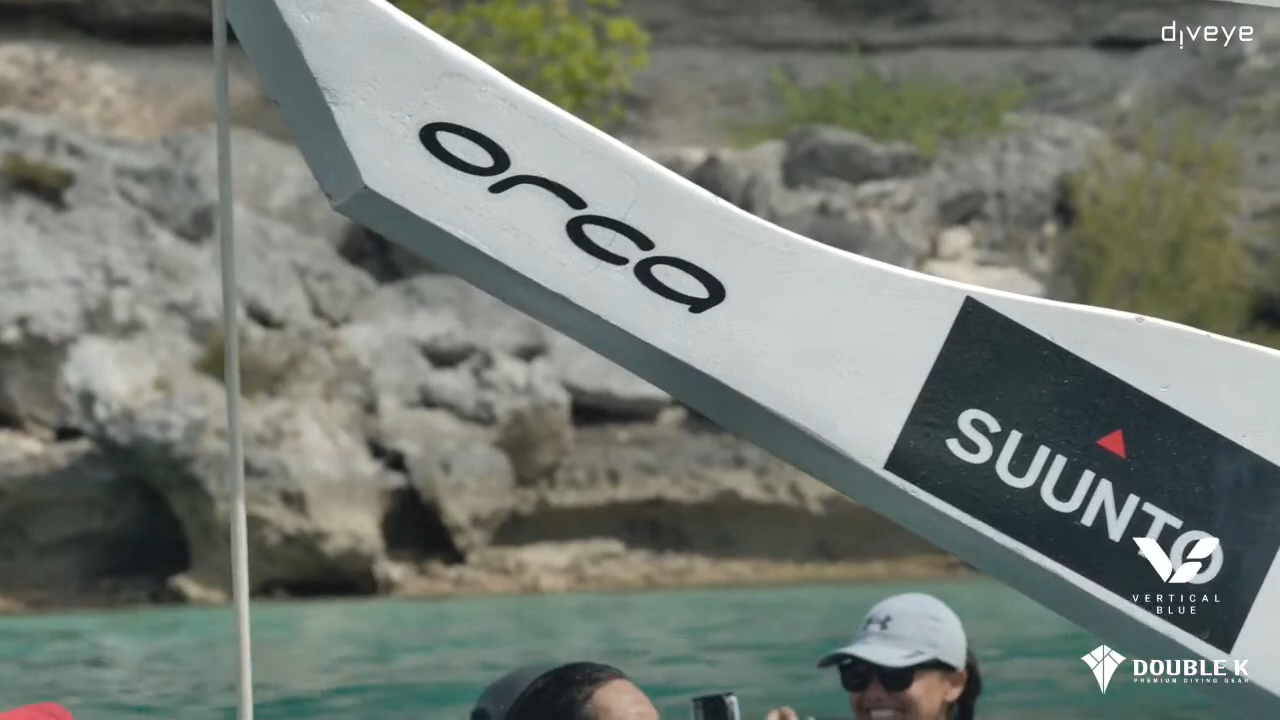 diveye
orca
SUUNTO
VERTICAL
BLUE
DOUBLE K
PREMIUM DIVING GEAR